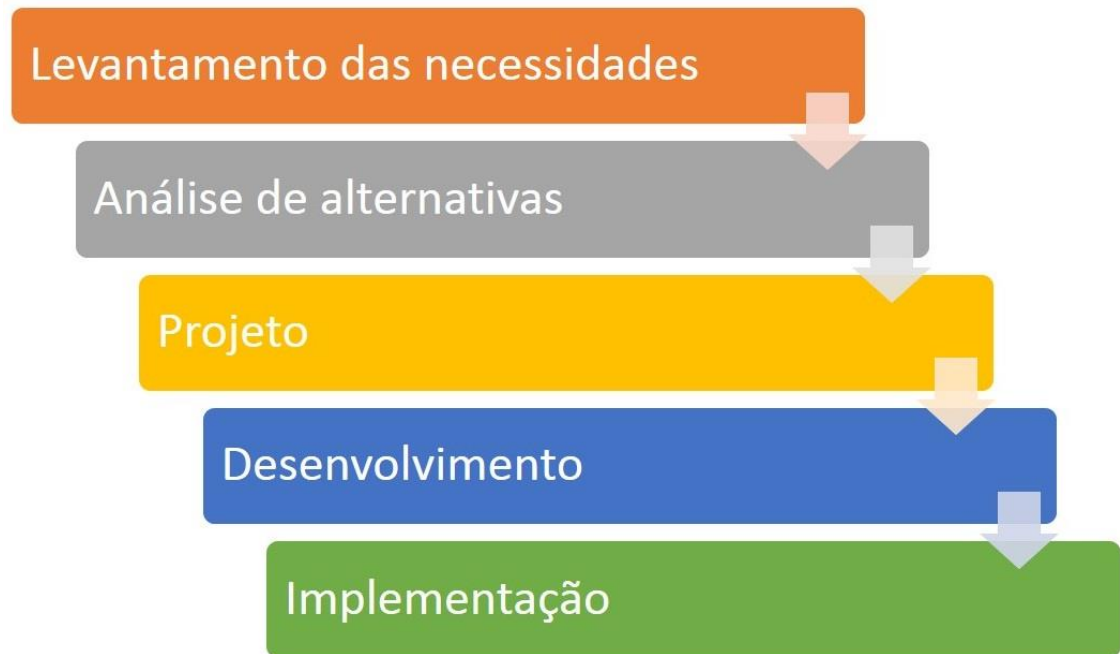 Levantamento das necessidades
Análise de alternativas
Projeto
Desenvolvimento
Implementação